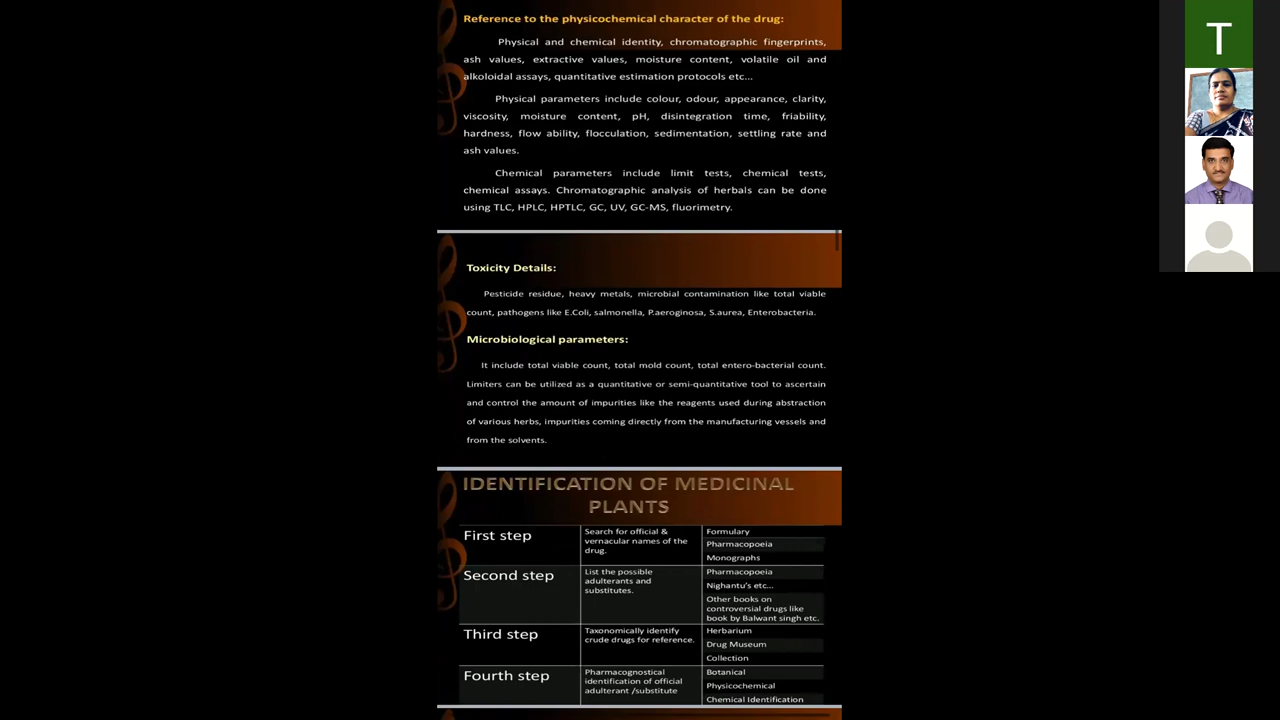 Reference to the physicochemical character of the drug:
Physical and chemical identity, chromatographic fingerprints,
ash values, extractive values, moisture content, volatile oil and
alkoloidal assays, quantitative estimation protocols etc...
Physical parameters include colour, odour, appearance, clarity,
viscosity, moisture content, pH, disintegration time, friability,
hardness, flow ability, flocculation, sedimentation, settling rate and
ash values.
Chemical parameters include limit tests, chemical tests,
chemical assays. Chromatographic analysis of herbals can be done
using TLC, HPLC, HPTLC, GC, UV, GC-MS, fluorimetry.
Toxicity Details:
Pesticide residue, heavy metals, microbial contamination like total viable
count, pathogens like E.Coli, salmonella, P.aeroginosa, S.aurea, Enterobacteria.
Microbiological parameters:
It include total viable count, total mold count, total entero-bacterial count.
Limiters can be utilized as a quantitative or semi-quantitative tool to ascertain
and control the amount of impurities like the reagents used during abstraction
of various herbs, impurities coming directly from the manufacturing vessels and
from the solvents.
IDENTIFICATION OF MEDICINAL
PLANTS
First step
Search for official &
vernacular names of the
drug.
Formulary
Pharmacopoeia
Monographs
Second step
List the possible
adulterants and
substitutes.
Pharmacopoeia
Nighantu's etc...
Other books on
controversial drugs like
book by Balwant singh etc.
Third step
Taxonomically identify
crude drugs for reference.
Herbarium
Drug Museum
Collection
Fourth step
Pharmacognostical
identification of official
adulterant /substitute
Botanical
Physicochemical
Chemical Identification
T